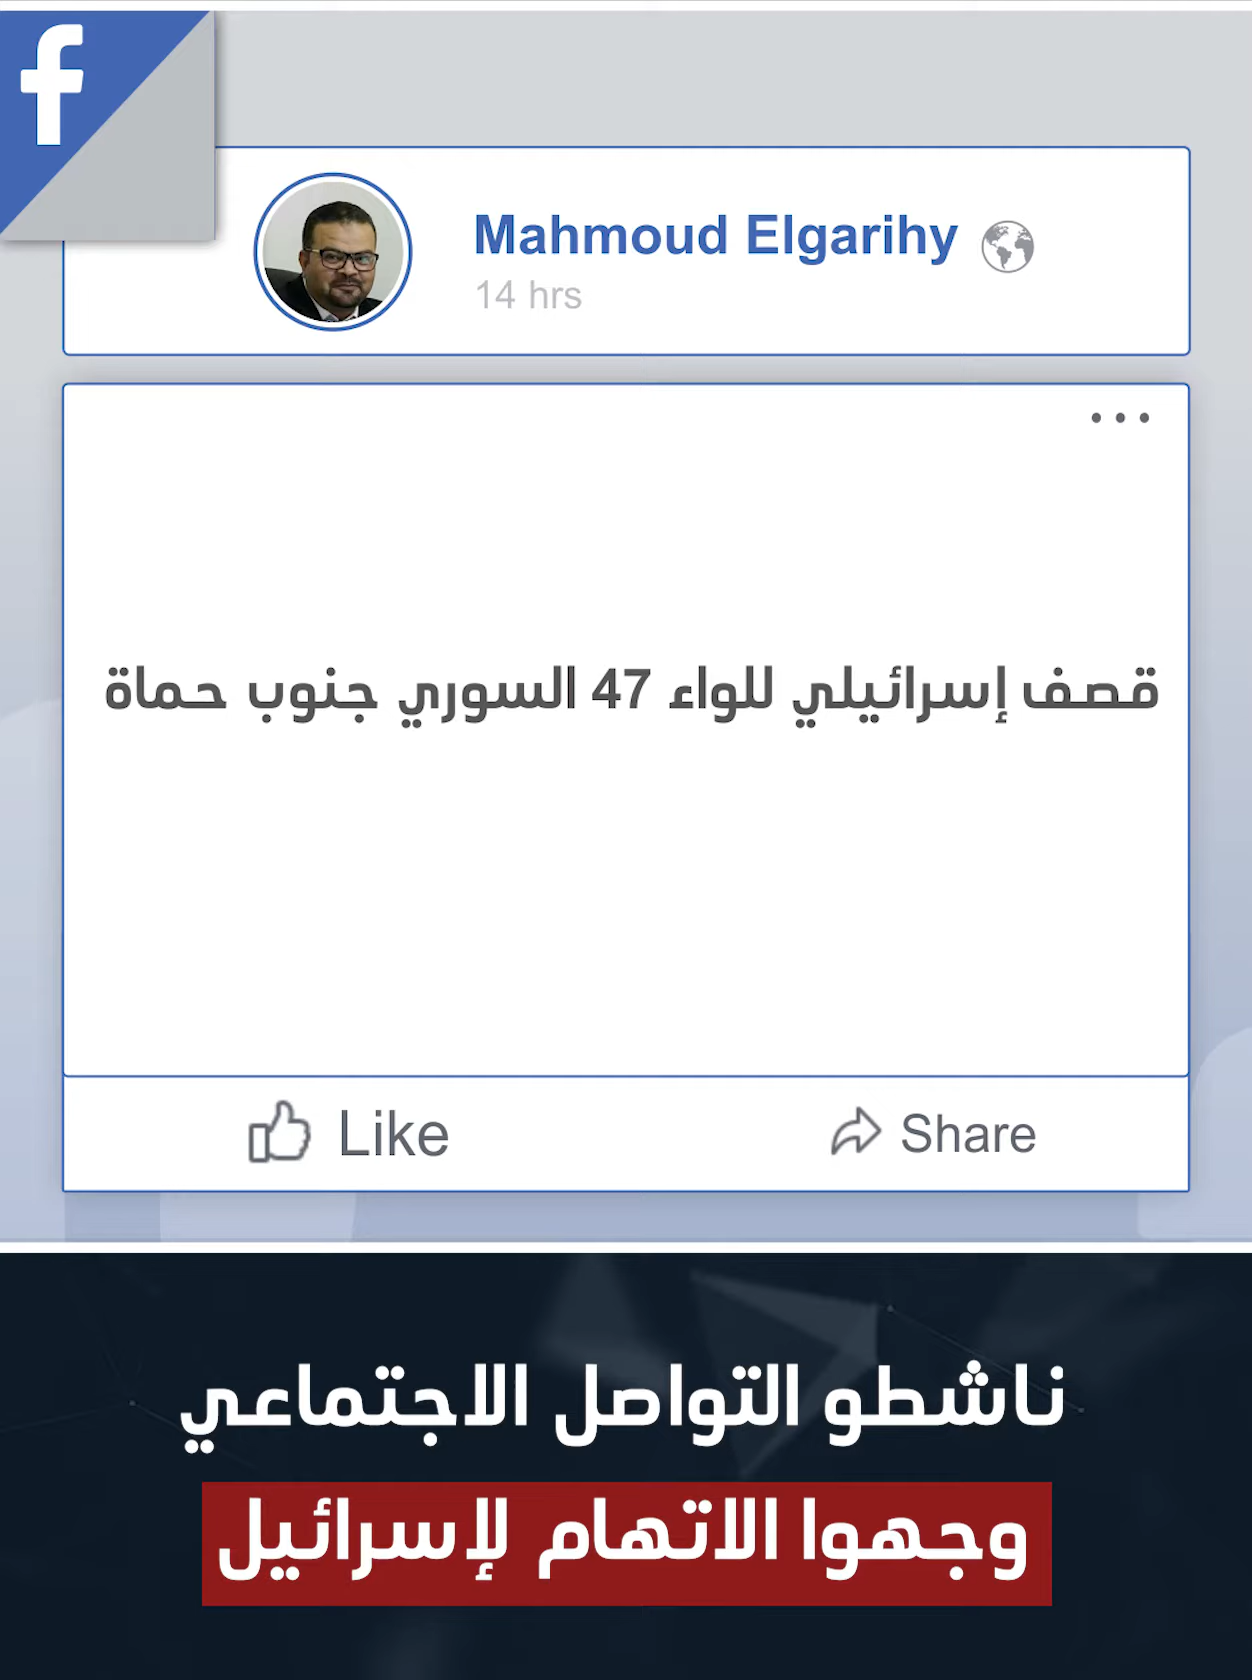 f
Mahmoud Elgarihy
14 hrs
قصف إسرائيلي للواء 47 السوري جنوب حماة
Like
Share
ناشطو التواصل الاجتماعي
وجهوا الاتهام لإسرائيل